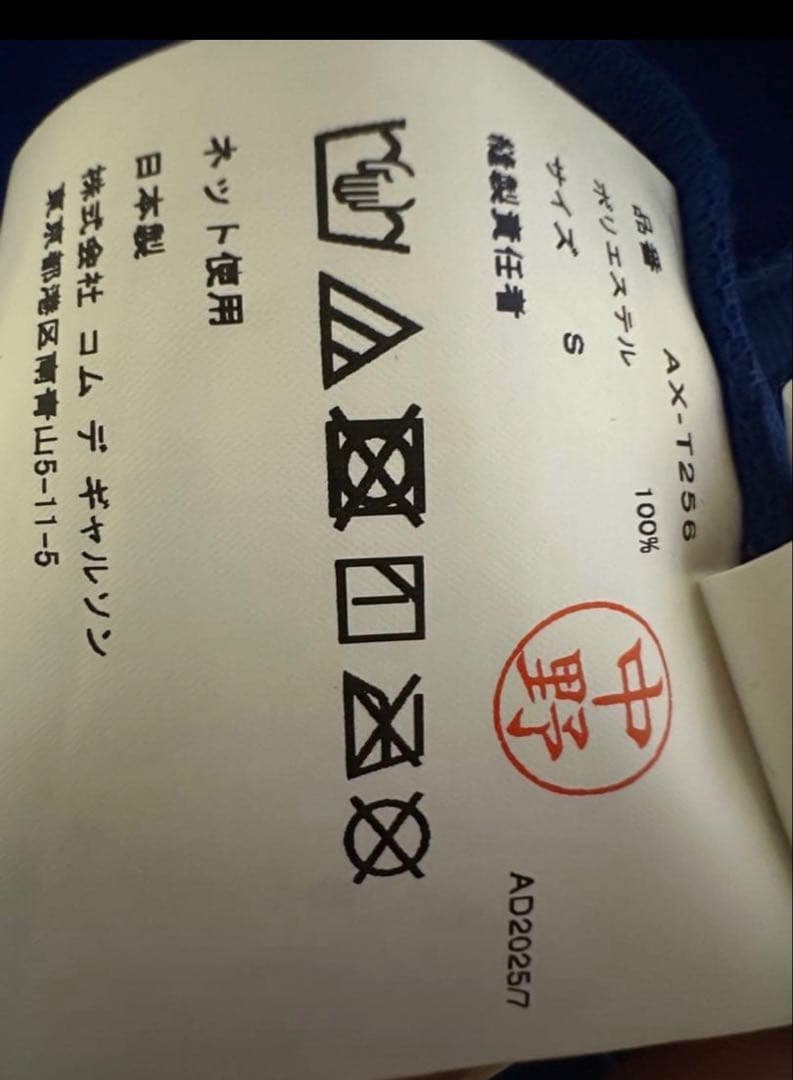 品番 AX-T256
ポリエステル 100%
サイズ S
縫製責任者 中野
AD2025/7
ネット使用
日本製
株式会社 コム デ ギャルソン
東京都港区南青山5-11-5